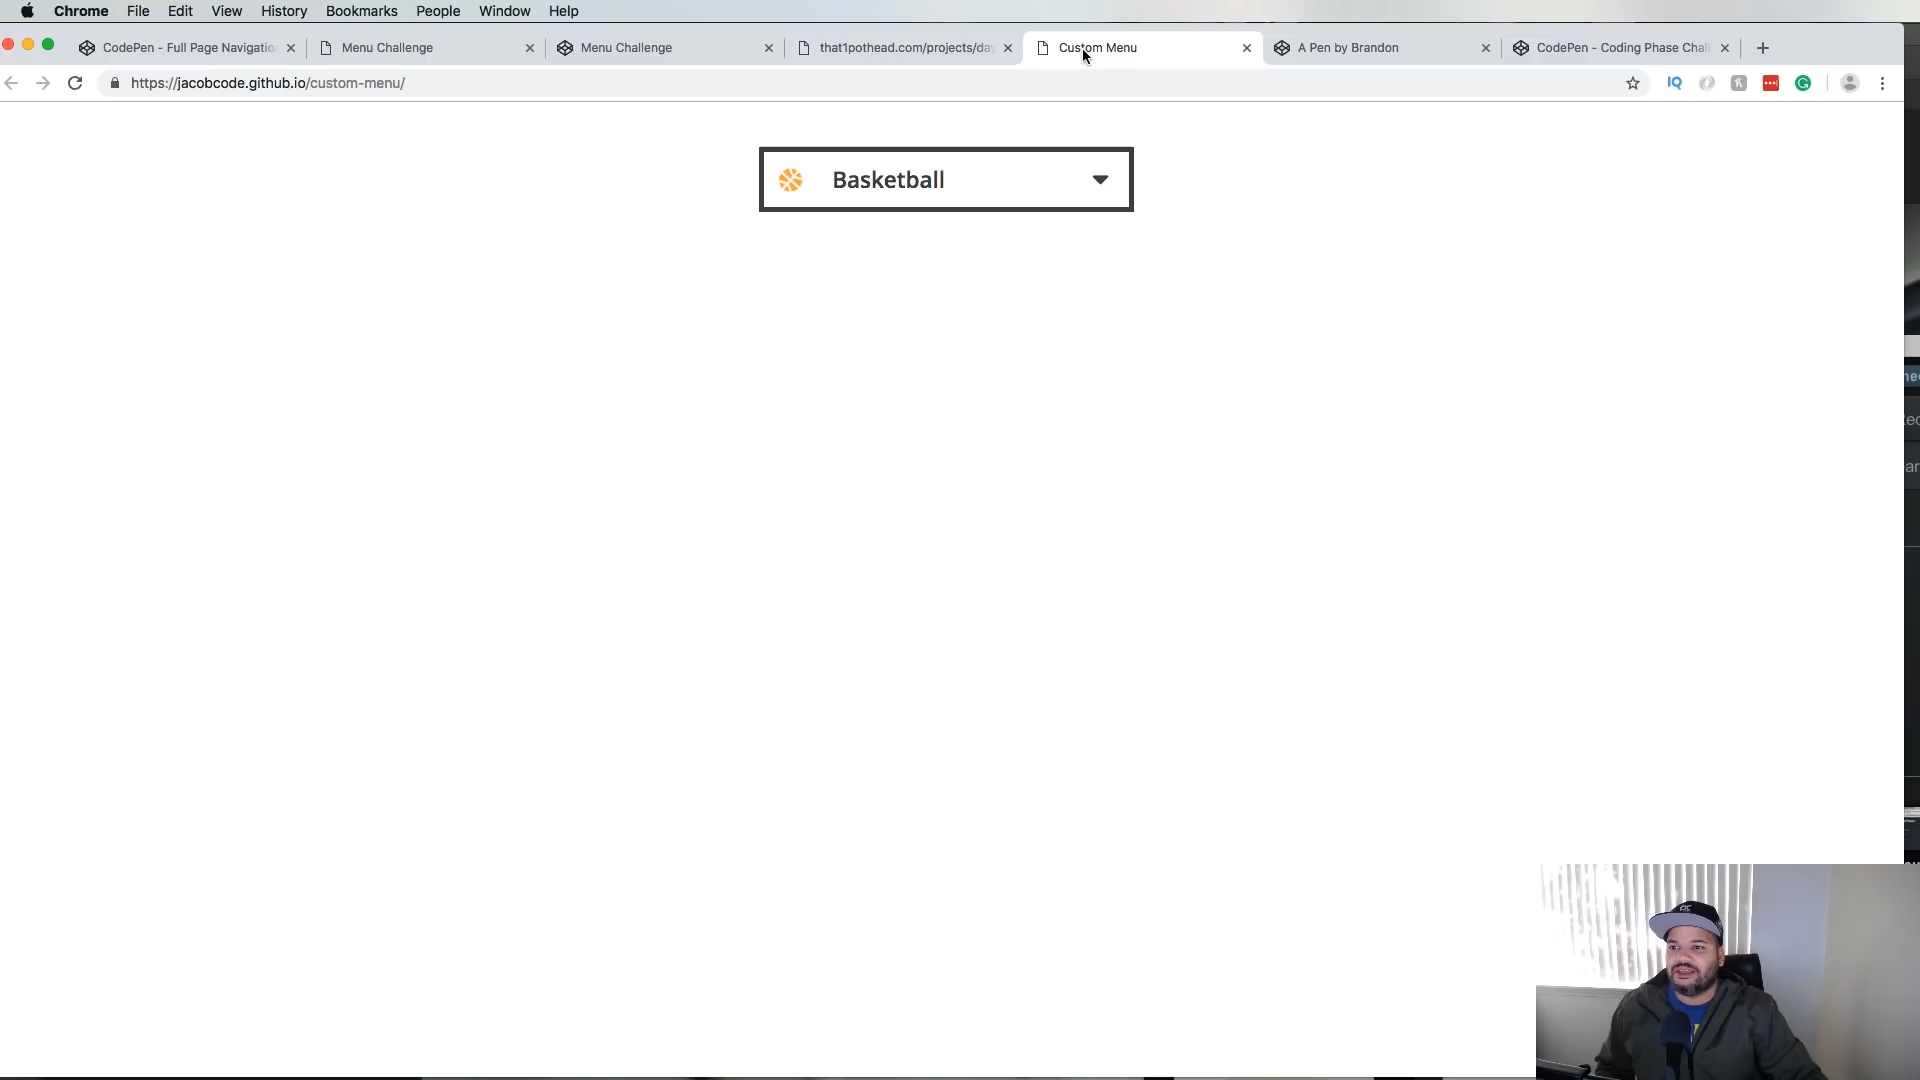 Chrome File Edit View History Bookmarks People Window Help
CodePen - Full Page Navigatio
Menu Challenge
Menu Challenge
that1pothead.com/projects/da
Custom Menu
A Pen by Brandon
CodePen - Coding Phase Chal
https://jacobcode.github.io/custom-menu/
IQ
Basketball